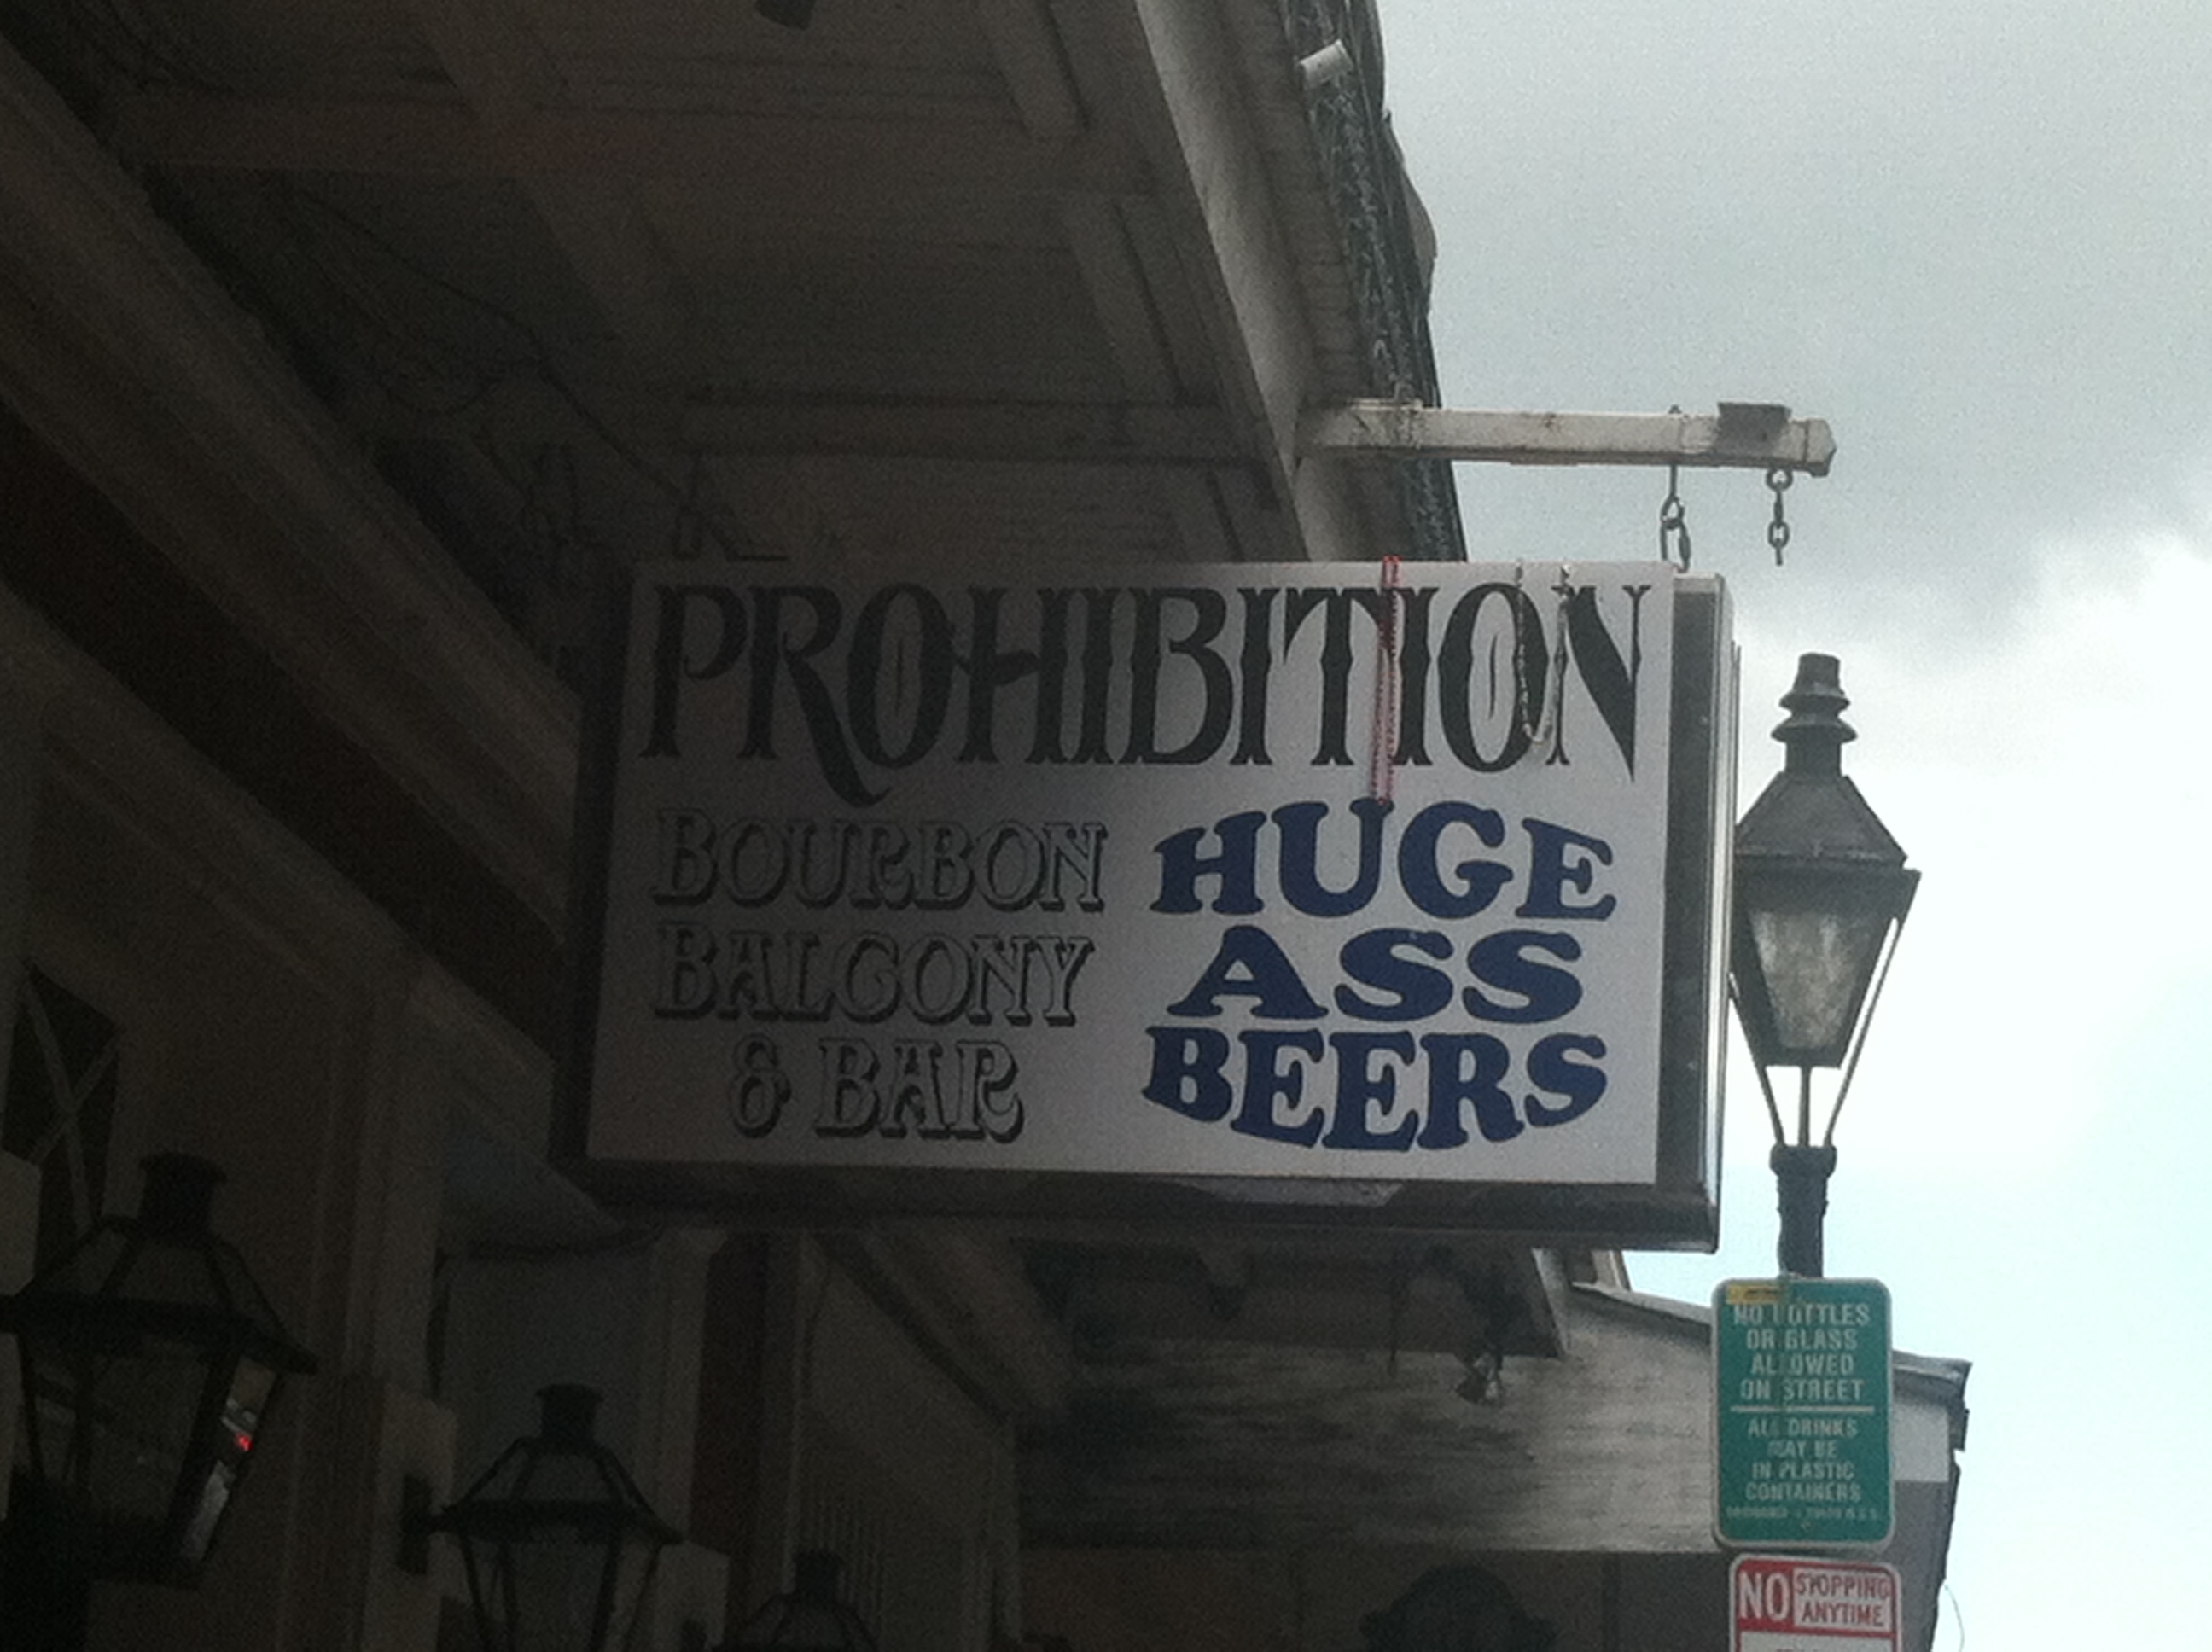 PROHIBITION
BOURBON
BALCONY
& BAR
HUGE
ASS
BEERS
NO BOTTLES
OR GLASS
ALLOWED
ON STREET
ALL DRINKS
MAY BE
IN PLASTIC
CONTAINERS
NO STOPPING
ANYTIME